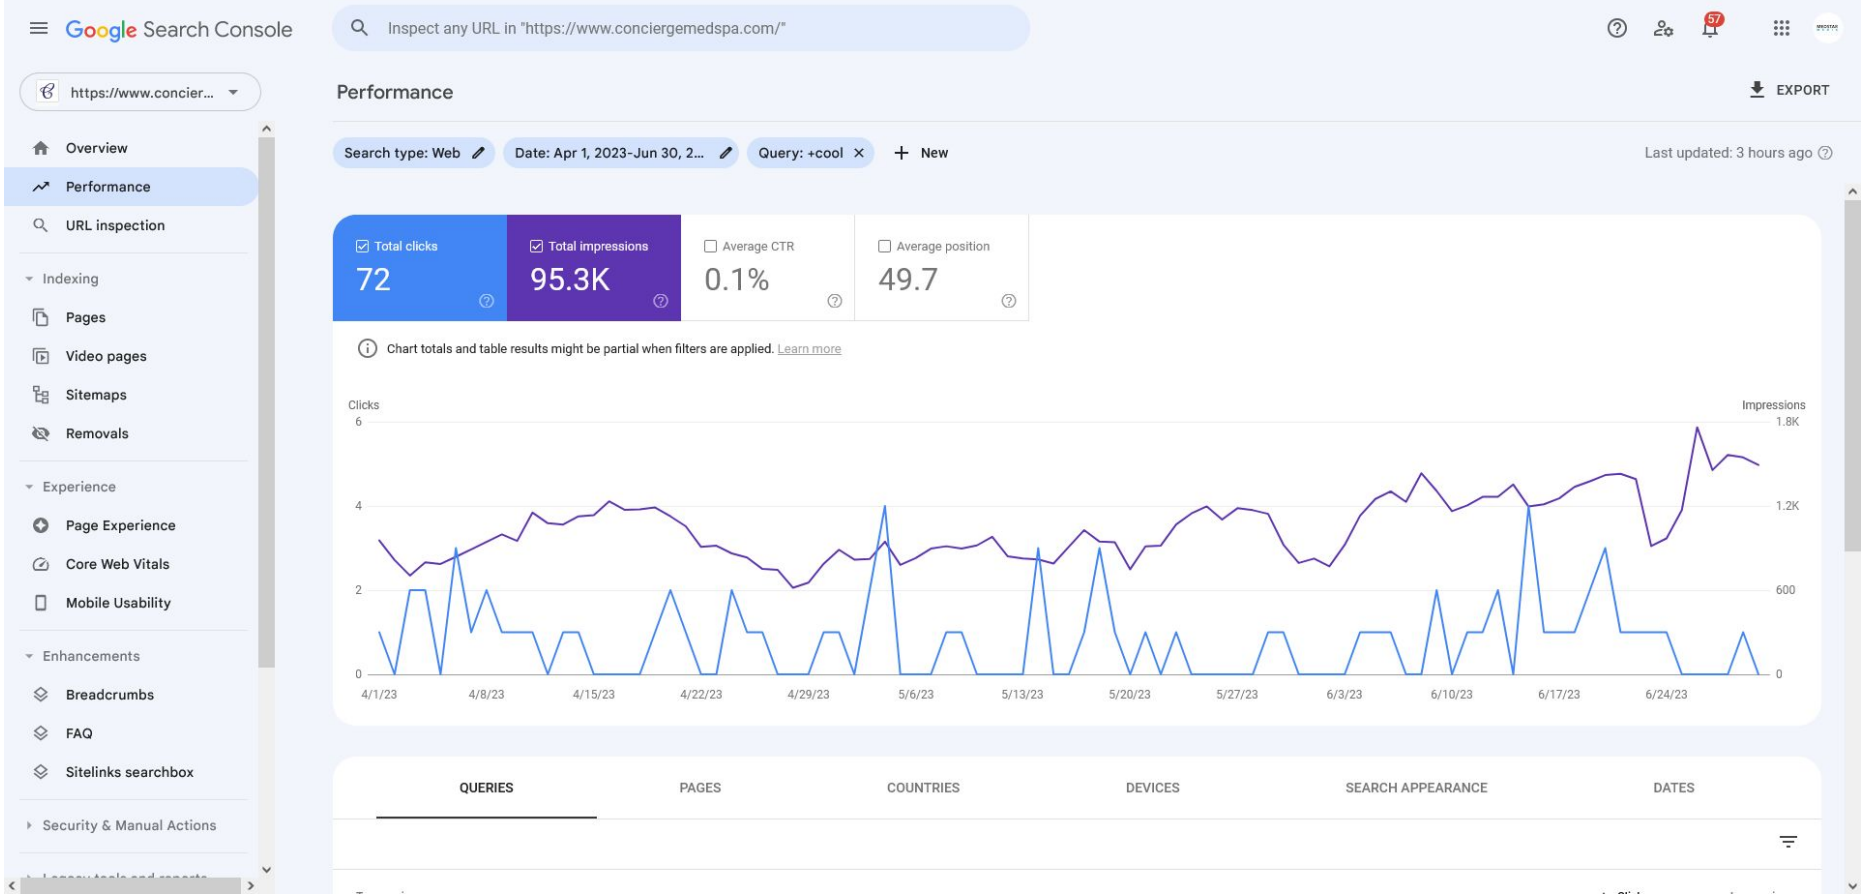 Google Search Console
Inspect any URL in "https://www.conciergemedspa.com/"
57
https://www.concier...
Performance
EXPORT
Overview
Performance
URL inspection
Indexing
Pages
Video pages
Sitemaps
Removals
Experience
Page Experience
Core Web Vitals
Mobile Usability
Enhancements
Breadcrumbs
FAQ
Sitelinks searchbox
Security & Manual Actions
Legacy tools and reports
Search type: Web
Date: Apr 1, 2023-Jun 30, 2...
Query: +cool
New
Last updated: 3 hours ago
Total clicks
72
Total impressions
95.3K
Average CTR
0.1%
Average position
49.7
Chart totals and table results might be partial when filters are applied. Learn more
Clicks
Impressions
6
1.8K
4
1.2K
2
600
0
0
4/1/23 4/8/23 4/15/23 4/22/23 4/29/23 5/6/23 5/13/23 5/20/23 5/27/23 6/3/23 6/10/23 6/17/23 6/24/23
QUERIES PAGES COUNTRIES DEVICES SEARCH APPEARANCE DATES